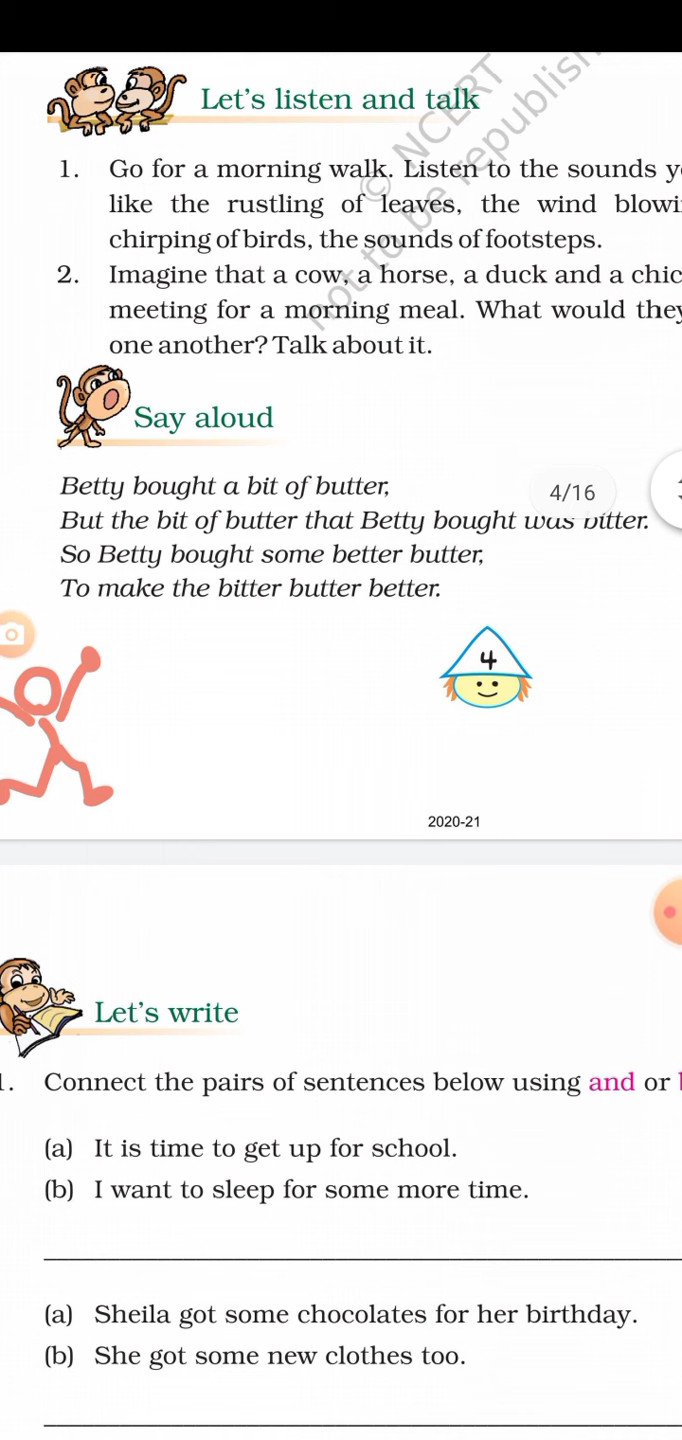 Let's listen and talk
© NCERT
not to be republish
1. Go for a morning walk. Listen to the sounds
like the rustling of leaves, the wind
chirping of birds, the sounds of footsteps.
2. Imagine that a cow, a horse, a duck and a
meeting for a morning meal. What would
one another? Talk about it.
Say aloud
Betty bought a bit of butter,
4/16
But the bit of butter that Betty bought was bitter.
So Betty bought some better butter,
To make the bitter butter better.
4
2020-21
Let's write
1. Connect the pairs of sentences below using and or
(a) It is time to get up for school.
(b) I want to sleep for some more time.
(a) Sheila got some chocolates for her birthday.
(b) She got some new clothes too.